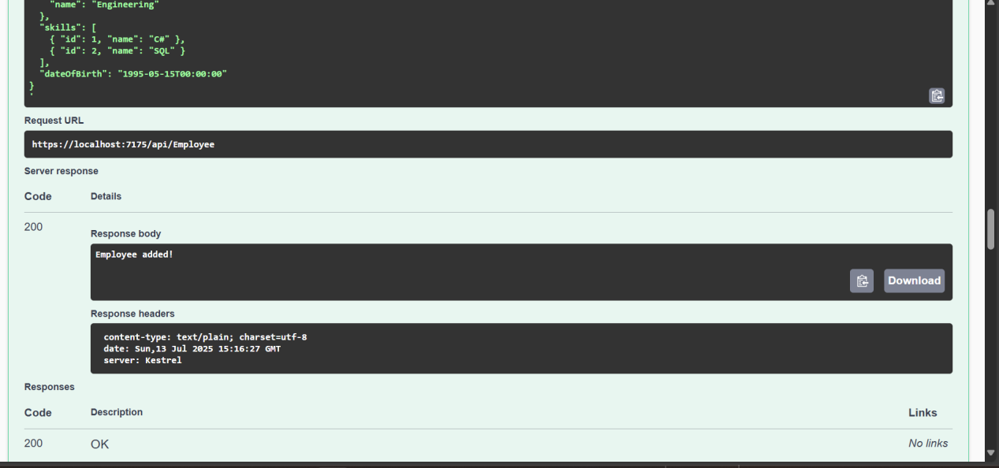 "name": "Engineering"
},
"skills": [
{ "id": 1, "name": "C#" },
{ "id": 2, "name": "SQL" }
],
"dateOfBirth": "1995-05-15T00:00:00"
}
'
Request URL
https://localhost:7175/api/Employee
Server response
Code Details
200
Response body
Employee added!
Download
Response headers
content-type: text/plain; charset=utf-8
date: Sun,13 Jul 2025 15:16:27 GMT
server: Kestrel
Responses
Code Description Links
200 OK No links